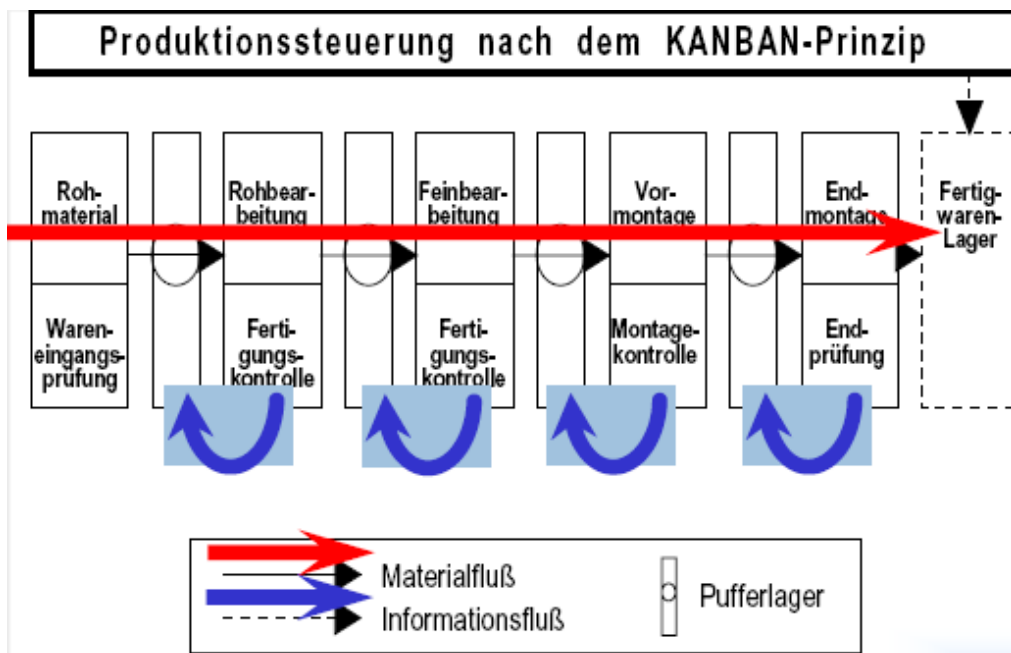 Produktionssteuerung nach dem KANBAN-Prinzip
Roh-
material
Rohbear-
beitung
Feinbear-
beitung
Vor-
montage
End-
montage
Fertig-
waren-
Lager
Waren-
eingangs-
prüfung
Ferti-
gungs-
kontrolle
Ferti-
gungs-
kontrolle
Montage-
kontrolle
End-
prüfung
Materialfluß
Informationsfluß
Pufferlager